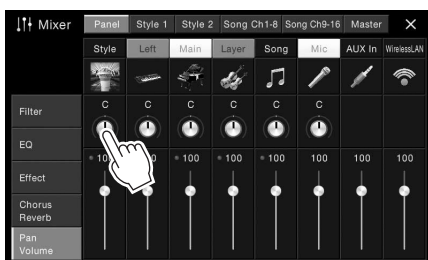 Mixer
Panel Style 1 Style 2 Song Ch1-8 Song Ch9-16 Master
Style Left Main Layer Song Mic AUX In WirelessLAN
Filter
EQ
Effect
Chorus
Reverb
Pan
Volume
C C C C C C
100 100 100 100 100 100 100